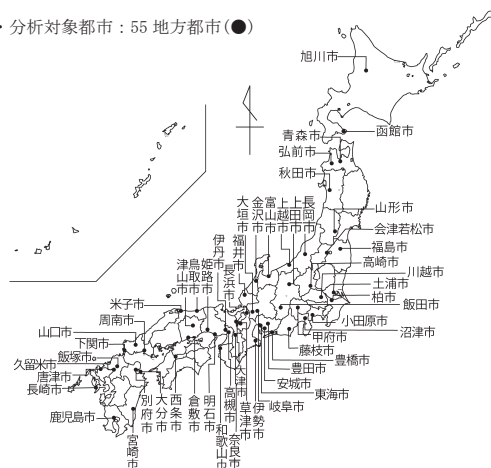 ・分析対象都市：55 地方都市(●)
旭川市
函館市
青森市
弘前市
秋田市
山形市
会津若松市
福島市
高崎市
川越市
土浦市
柏市
飯田市
小田原市
沼津市
甲府市
藤枝市
豊橋市
豊田市
安城市
東海市
岐阜市
伊勢市
草津市
大津市
奈良市
高槻市
和歌山市
明石市
倉敷市
西条市
大分市
別府市
宮崎市
鹿児島市
長崎市
唐津市
久留米市
飯塚市
下関市
山口市
周南市
米子市
津山市
鳥取市
姫路市
伊丹市
長浜市
福井市
大垣市
金沢市
富山市
上越市
上田市
長岡市